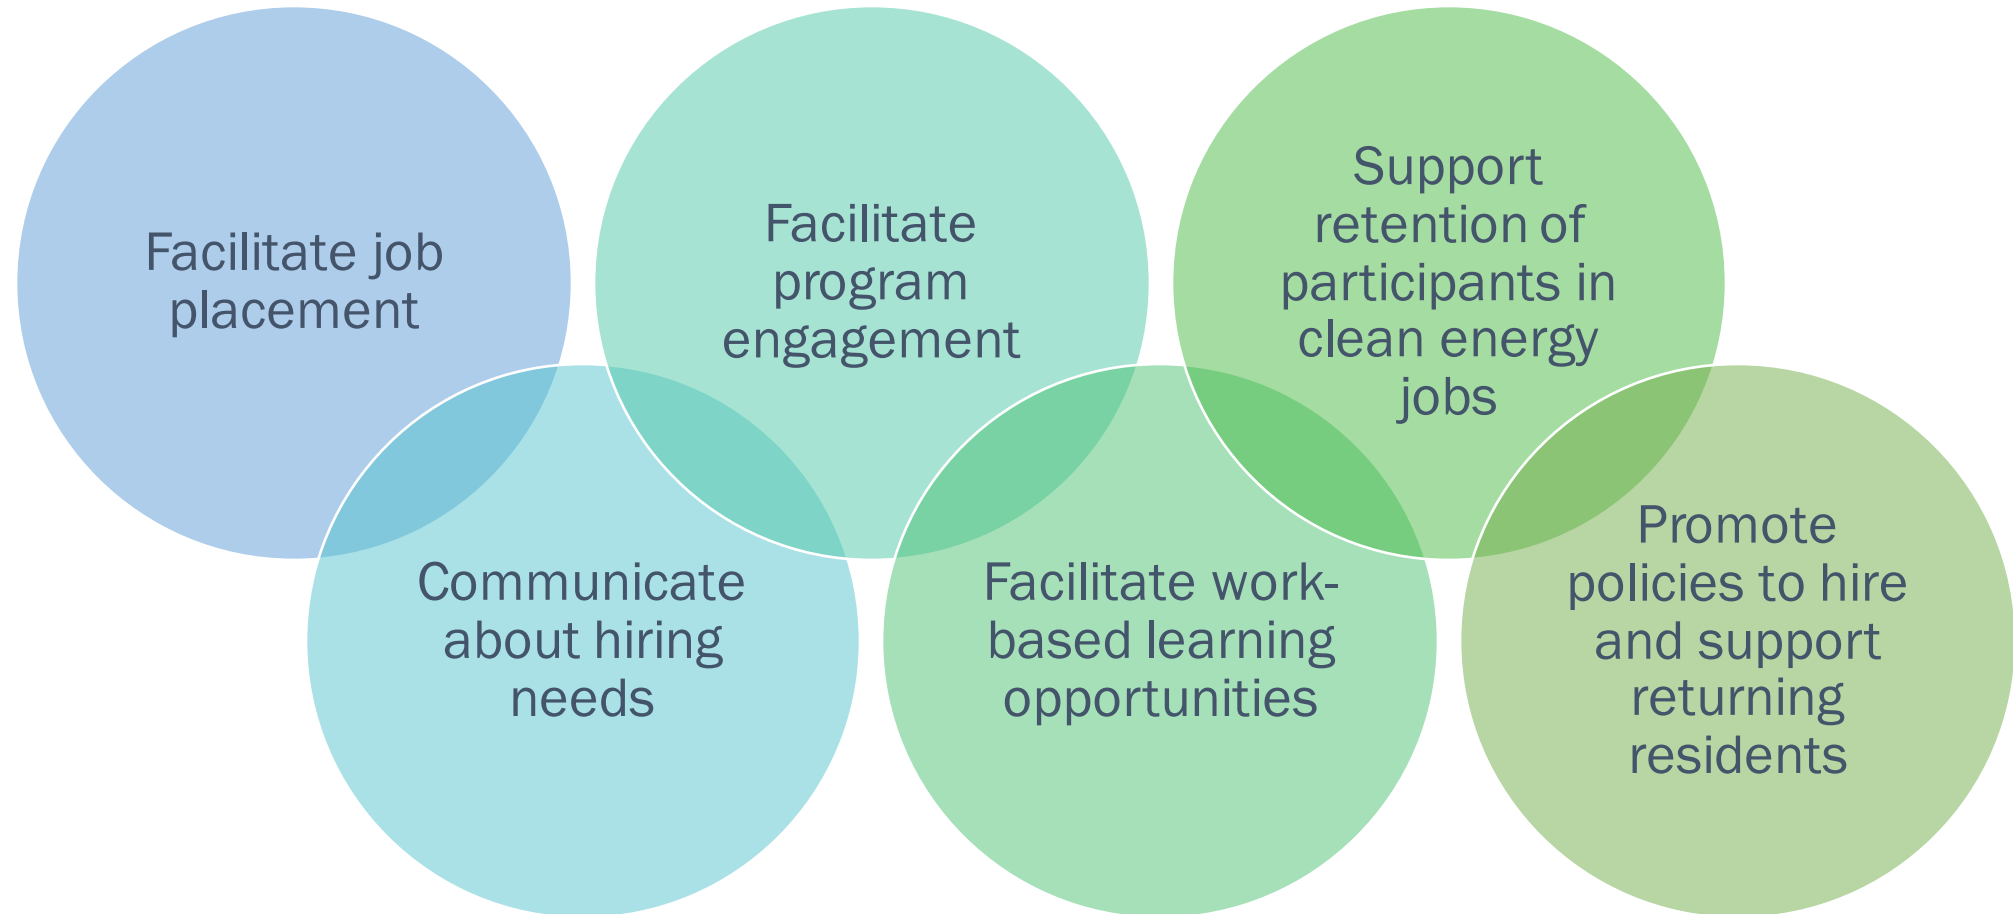 Facilitate job
placement
Communicate
about hiring
needs
Facilitate
program
engagement
Facilitate work-
based learning
opportunities
Support
retention of
participants in
clean energy
jobs
Promote
policies to hire
and support
returning
residents